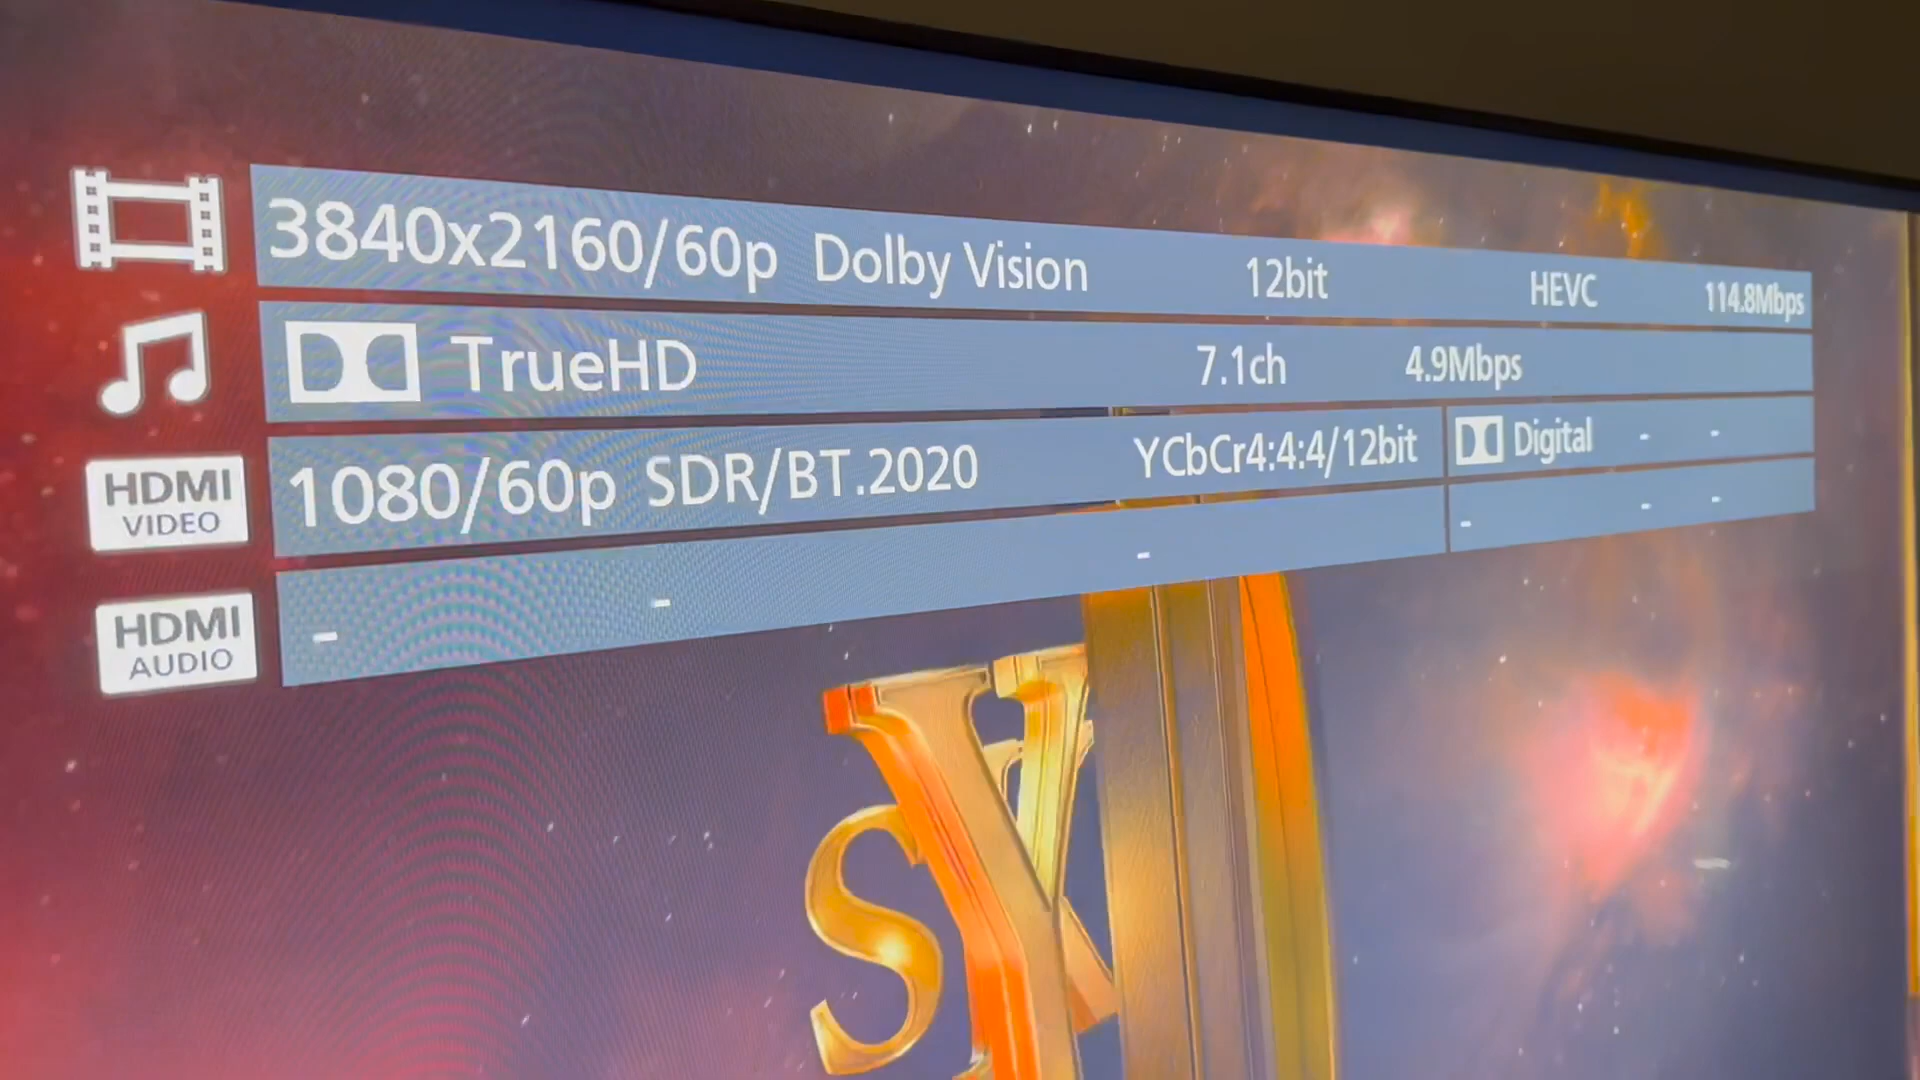 3840x2160/60p Dolby Vision 12bit HEVC 114.8Mbps
TrueHD 7.1ch 4.9Mbps
HDMI VIDEO 1080/60p SDR/BT.2020 YCbCr4:4:4/12bit Digital - -
HDMI AUDIO - - - - - -